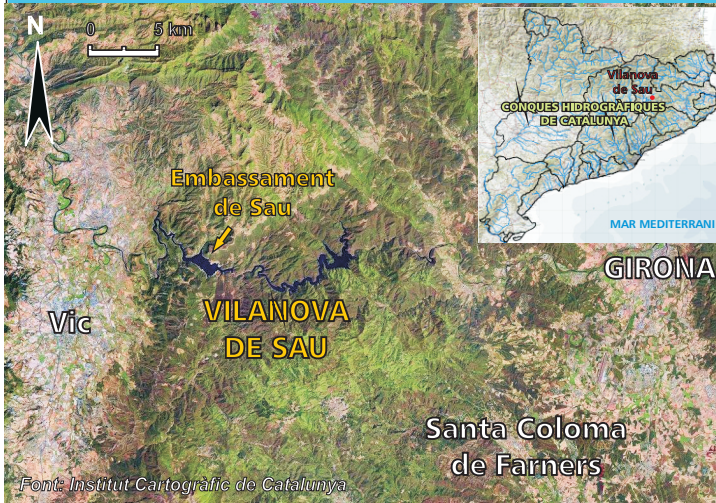 N
0 5 km
Vilanova
de Sau
CONQUES HIDROGRÀFIQUES
DE CATALUNYA
MAR MEDITERRANI
Embassament
de Sau
GIRONA
Vic
VILANOVA
DE SAU
Santa Coloma
de Farners
Font: Institut Cartogràfic de Catalunya